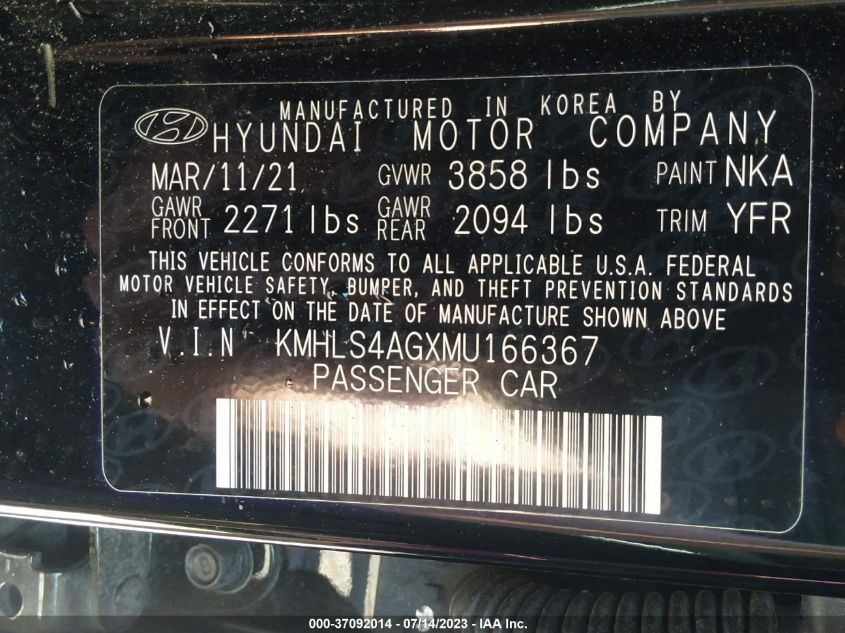 MANUFACTURED IN KOREA BY
HYUNDAI MOTOR COMPANY
MAR/11/21 GVWR 3858 lbs PAINT NKA
GAWR FRONT 2271 lbs GAWR REAR 2094 lbs TRIM YFR
THIS VEHICLE CONFORMS TO ALL APPLICABLE U.S.A. FEDERAL
MOTOR VEHICLE SAFETY, BUMPER, AND THEFT PREVENTION STANDARDS
IN EFFECT ON THE DATE OF MANUFACTURE SHOWN ABOVE
V.I.N KMHLS4AGXMU166367
PASSENGER CAR
000-37092014 - 07/14/2023 - © IAA Inc.